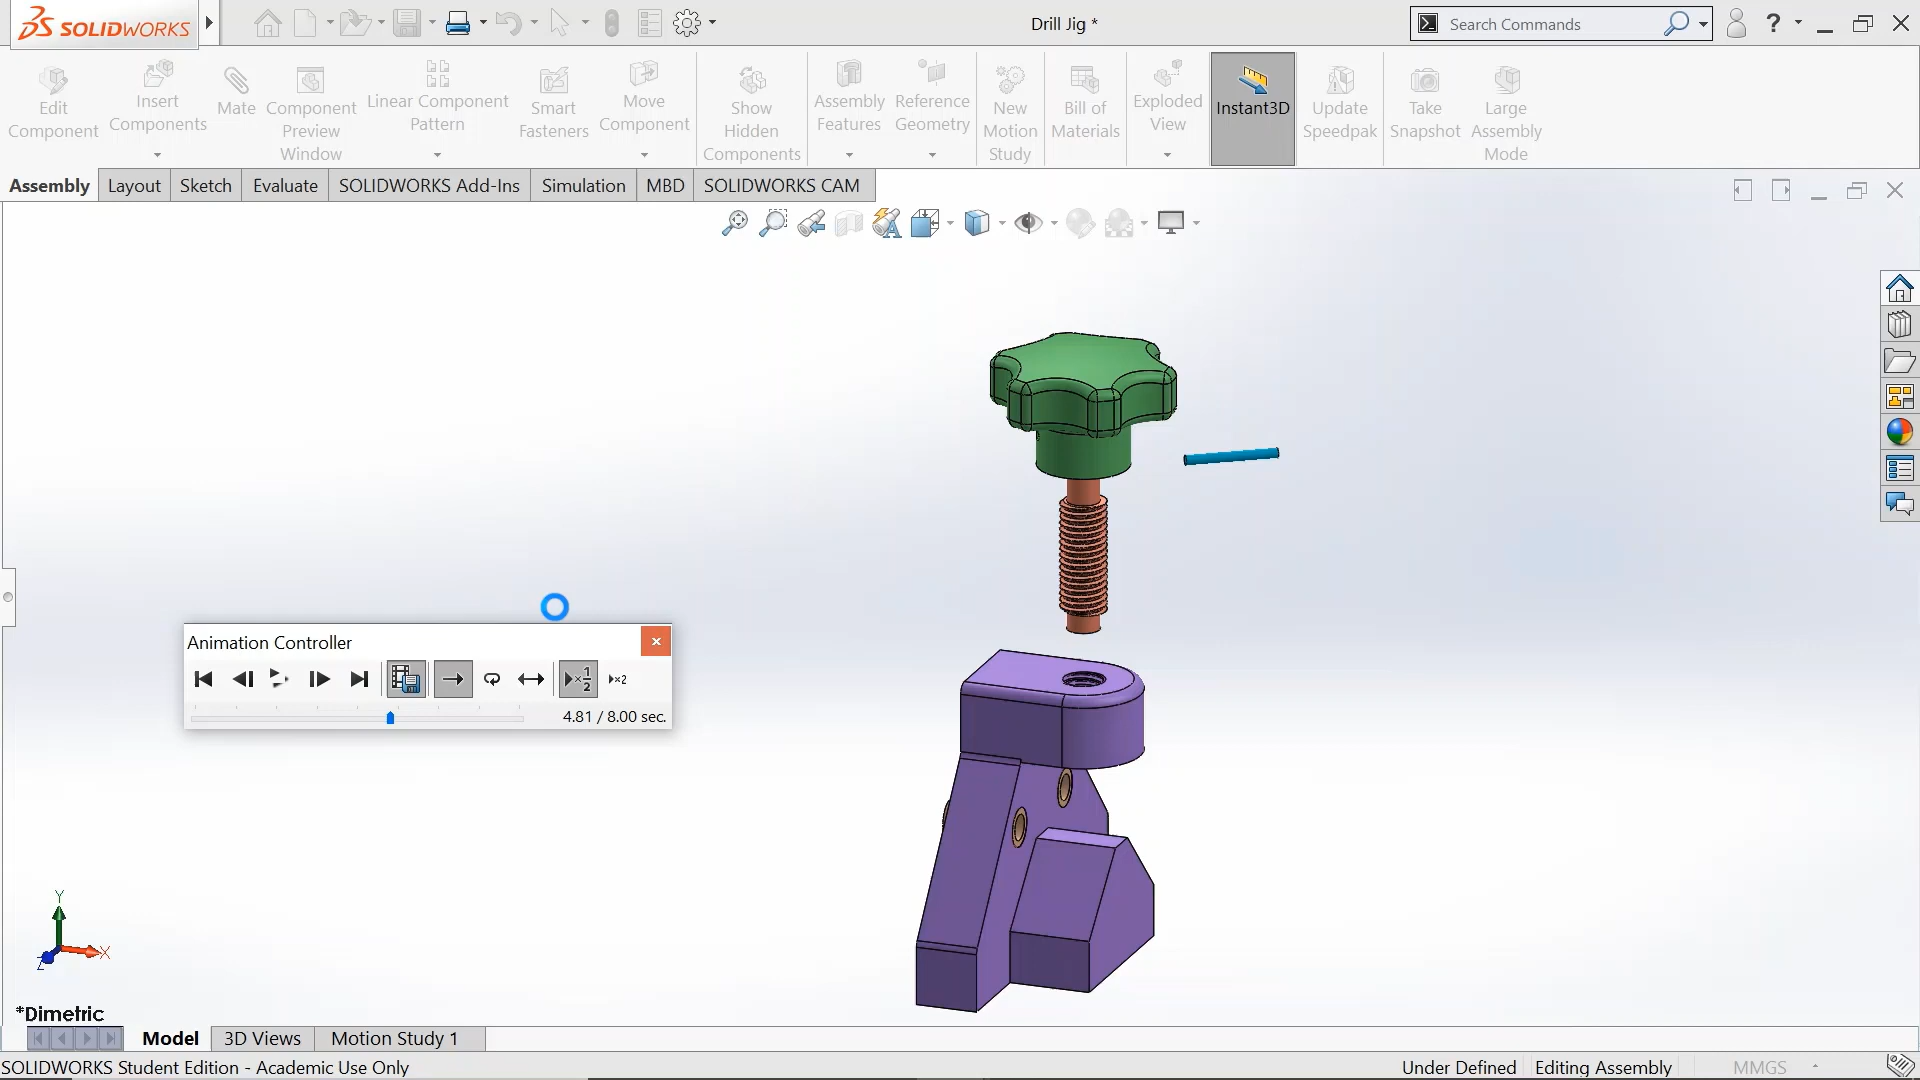 SOLIDWORKS
Drill Jig *
Search Commands
?
Edit
Component
Insert
Components
Mate
Component
Preview
Window
Linear Component
Pattern
Smart
Fasteners
Move
Component
Show
Hidden
Components
Assembly
Features
Reference
Geometry
New
Motion
Study
Bill of
Materials
Exploded
View
Instant3D
Update
Speedpak
Take
Snapshot
Large
Assembly
Mode
Assembly
Layout
Sketch
Evaluate
SOLIDWORKS Add-Ins
Simulation
MBD
SOLIDWORKS CAM
Animation Controller
4.81 / 8.00 sec.
Y
X
Z
*Dimetric
Model
3D Views
Motion Study 1
SOLIDWORKS Student Edition - Academic Use Only
Under Defined
Editing Assembly
MMGS